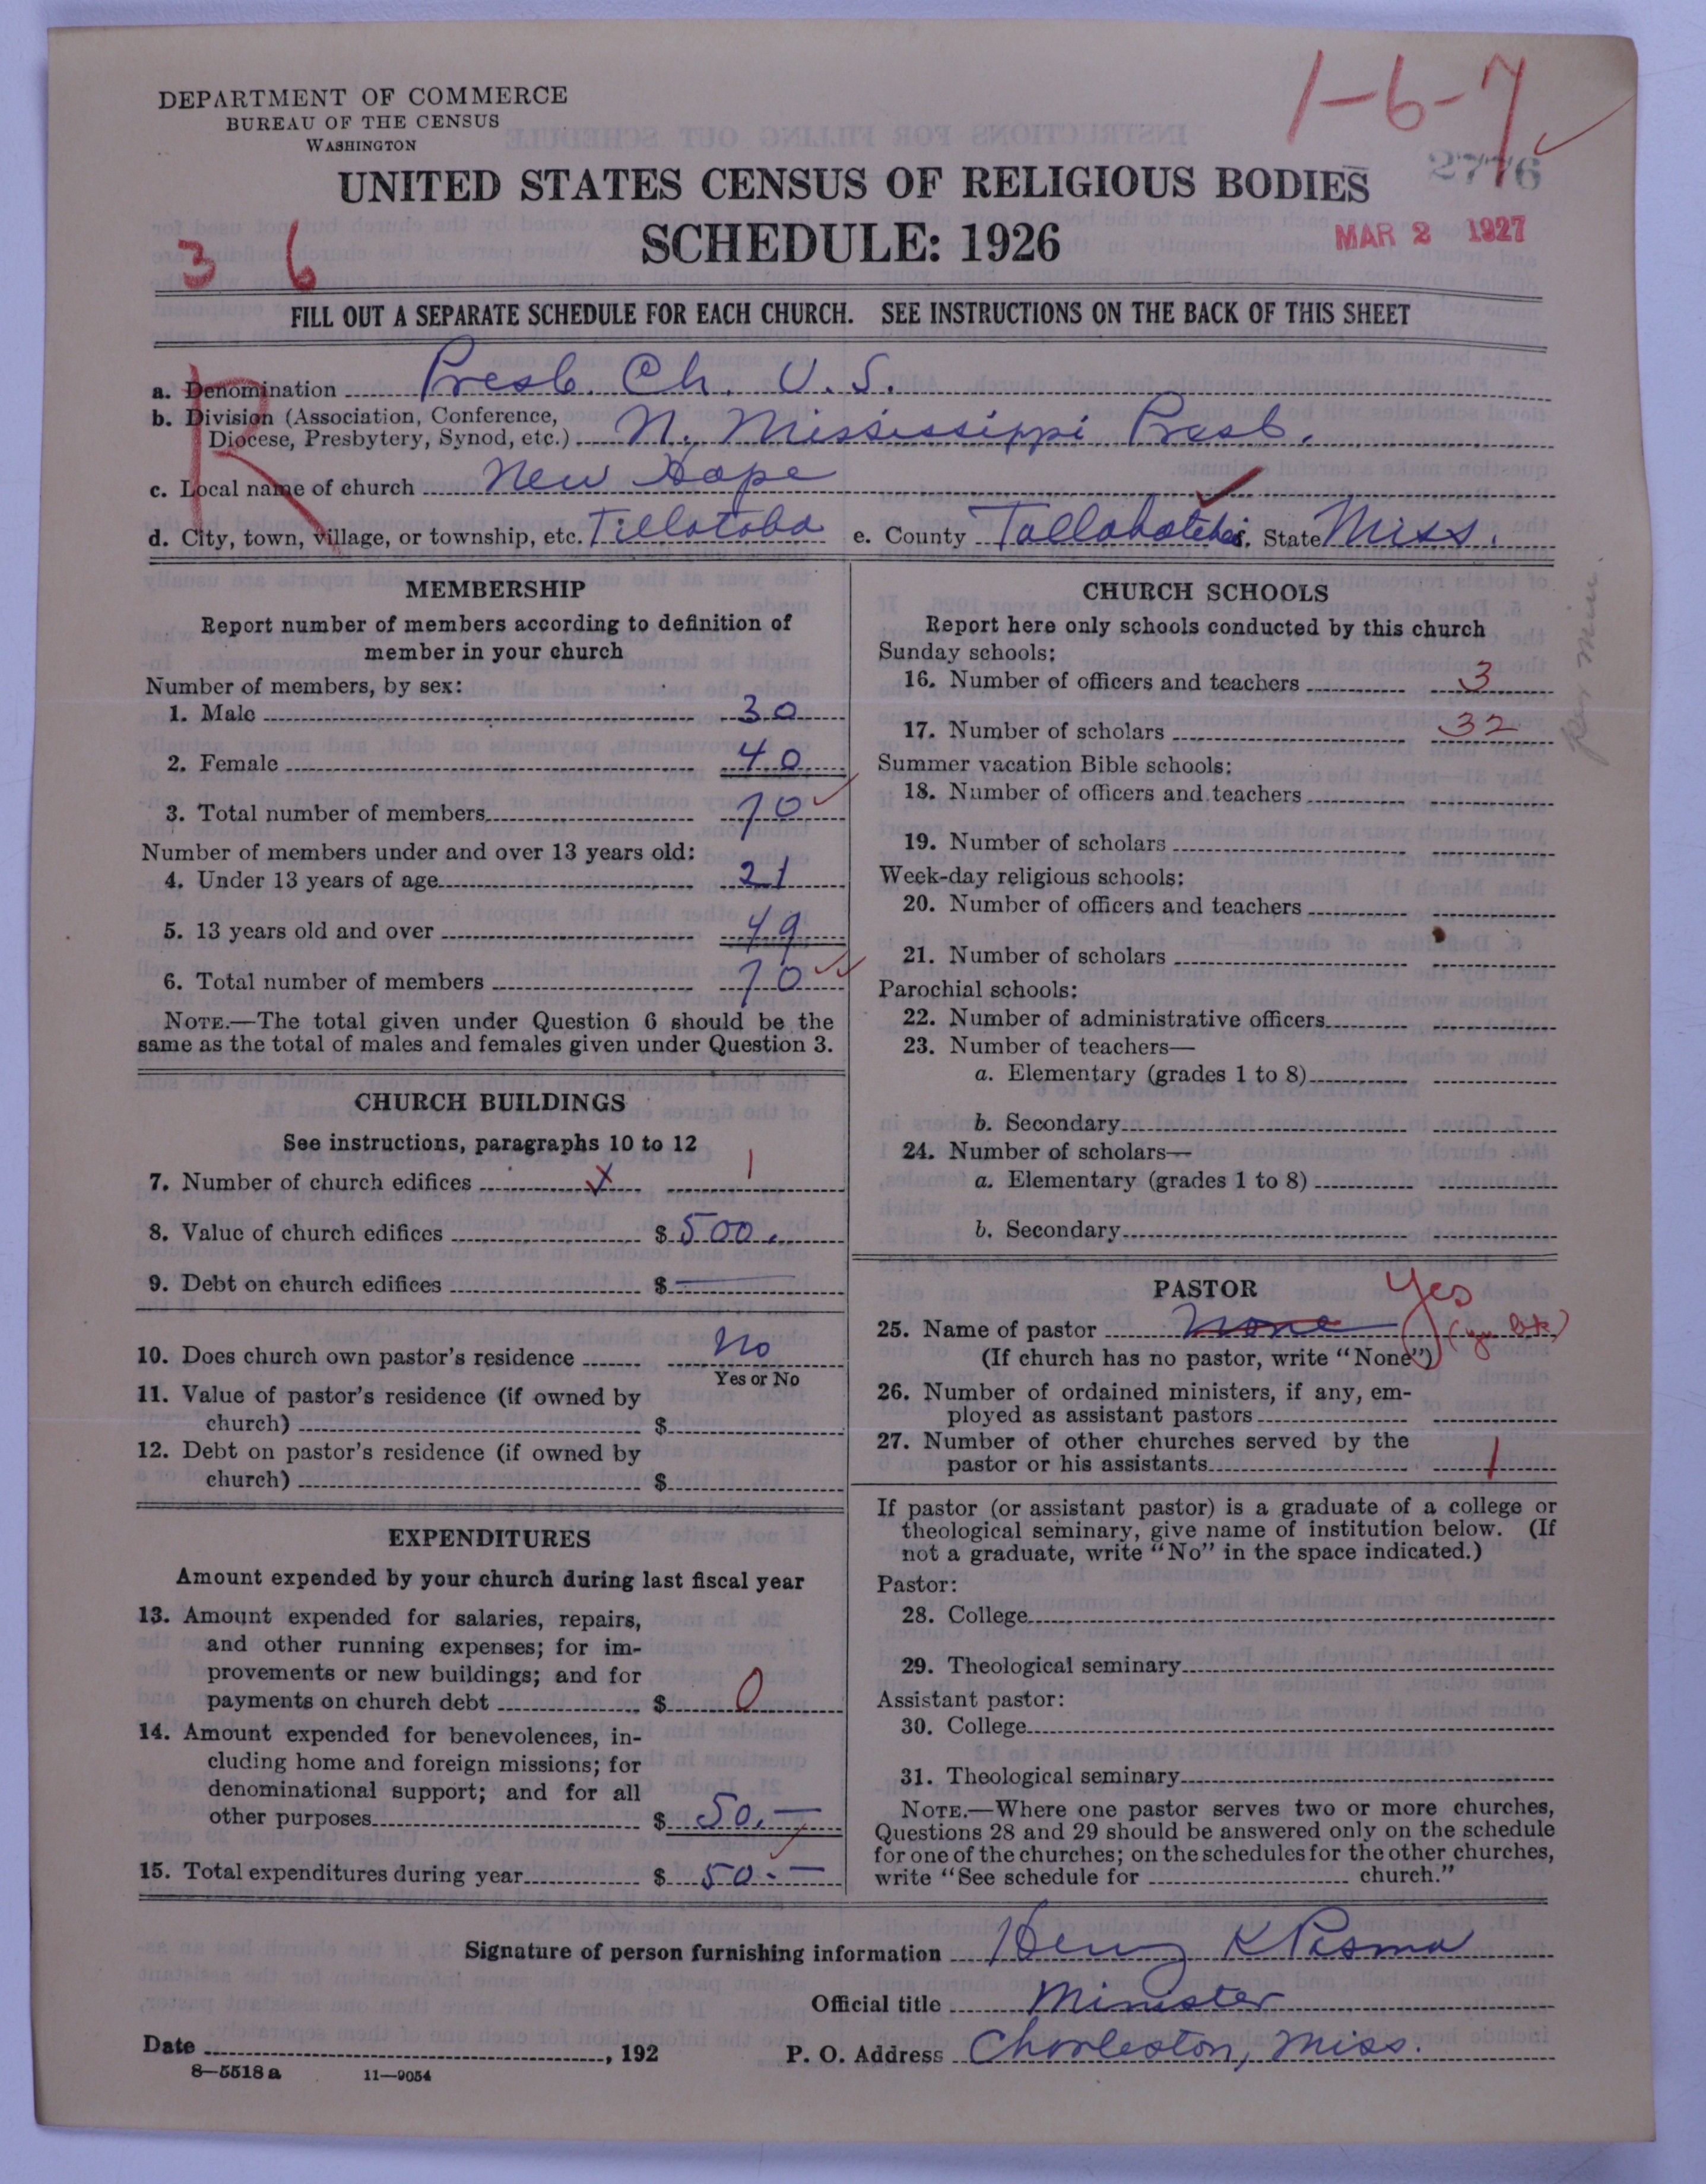 DEPARTMENT OF COMMERCE
BUREAU OF THE CENSUS
WASHINGTON
1-6-7
2776
UNITED STATES CENSUS OF RELIGIOUS BODIES
SCHEDULE: 1926
MAR 2 1927
3 6
FILL OUT A SEPARATE SCHEDULE FOR EACH CHURCH. SEE INSTRUCTIONS ON THE BACK OF THIS SHEET
R
a. Denomination Presb. Ch. U. S.
b. Division (Association, Conference,
Diocese, Presbytery, Synod, etc.) N. Mississippi Presb.
c. Local name of church New Hope
d. City, town, village, or township, etc. Tillatoba e. County Tallahatchie. State Miss.
MEMBERSHIP
Report number of members according to definition of
member in your church
Number of members, by sex:
1. Male 30
2. Female 40
3. Total number of members 70
Number of members under and over 13 years old:
4. Under 13 years of age 21
5. 13 years old and over 49
6. Total number of members 70
NOTE.—The total given under Question 6 should be the
same as the total of males and females given under Question 3.
CHURCH BUILDINGS
See instructions, paragraphs 10 to 12
7. Number of church edifices x 1
8. Value of church edifices $ 500.
9. Debt on church edifices $ —
10. Does church own pastor's residence No
Yes or No
11. Value of pastor's residence (if owned by
church) $
12. Debt on pastor's residence (if owned by
church) $
EXPENDITURES
Amount expended by your church during last fiscal year
13. Amount expended for salaries, repairs,
and other running expenses; for im-
provements or new buildings; and for
payments on church debt $ 0
14. Amount expended for benevolences, in-
cluding home and foreign missions; for
denominational support; and for all
other purposes $ 50.—
15. Total expenditures during year $ 50.—
CHURCH SCHOOLS
Report here only schools conducted by this church
Sunday schools:
16. Number of officers and teachers 3
17. Number of scholars 32
Summer vacation Bible schools:
18. Number of officers and teachers
19. Number of scholars
Week-day religious schools:
20. Number of officers and teachers
21. Number of scholars
Parochial schools:
22. Number of administrative officers
23. Number of teachers—
a. Elementary (grades 1 to 8)
b. Secondary
24. Number of scholars—
a. Elementary (grades 1 to 8)
b. Secondary
PASTOR
Yes
25. Name of pastor None
(If church has no pastor, write "None")
26. Number of ordained ministers, if any, em-
ployed as assistant pastors
27. Number of other churches served by the
pastor or his assistants 1
If pastor (or assistant pastor) is a graduate of a college or
theological seminary, give name of institution below. (If
not a graduate, write "No" in the space indicated.)
Pastor:
28. College
29. Theological seminary
Assistant pastor:
30. College
31. Theological seminary
NOTE.—Where one pastor serves two or more churches,
Questions 28 and 29 should be answered only on the schedule
for one of the churches; on the schedules for the other churches,
write "See schedule for church."
Signature of person furnishing information Henry K Pasma
Official title Minister
Date , 192
P. O. Address Charleston, Miss.
8—5518 a 11—9054